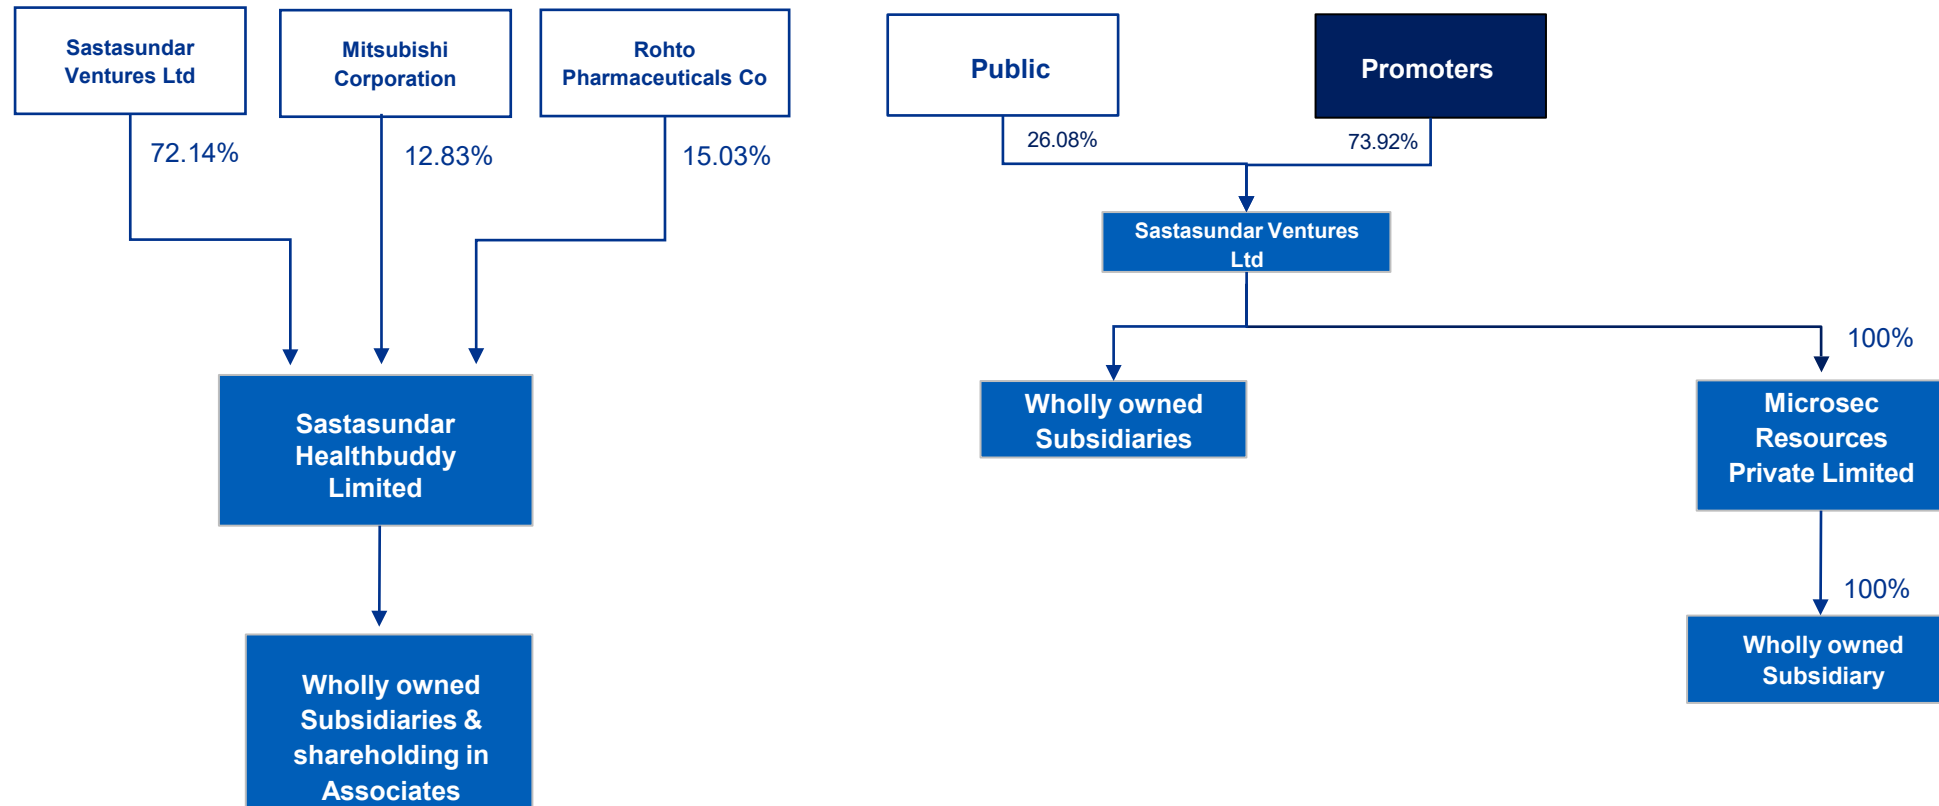 Sastasundar
Ventures Ltd
Mitsubishi
Corporation
Rohto
Pharmaceuticals Co
72.14%
12.83%
15.03%
Sastasundar
Healthbuddy
Limited
Wholly owned
Subsidiaries &
shareholding in
Associates
Public
Promoters
26.08%
73.92%
Sastasundar Ventures
Ltd
Wholly owned
Subsidiaries
100%
Microsec
Resources
Private Limited
100%
Wholly owned
Subsidiary